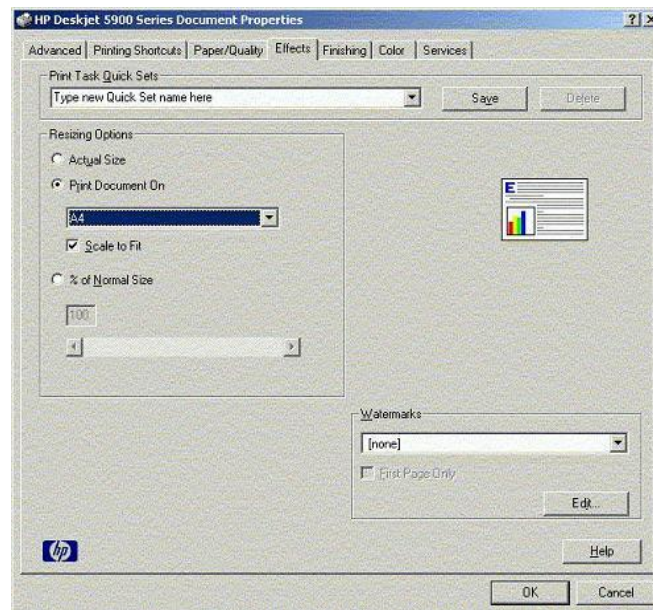 HP Deskjet 5900 Series Document Properties
Advanced Printing Shortcuts Paper/Quality Effects Finishing Color Services
Print Task Quick Sets
Type new Quick Set name here Save Delete
Resizing Options
Actual Size
Print Document On
A4
Scale to Fit
% of Normal Size
100
E
Watermarks
[none]
First Page Only
Edit...
hp
Help
OK Cancel